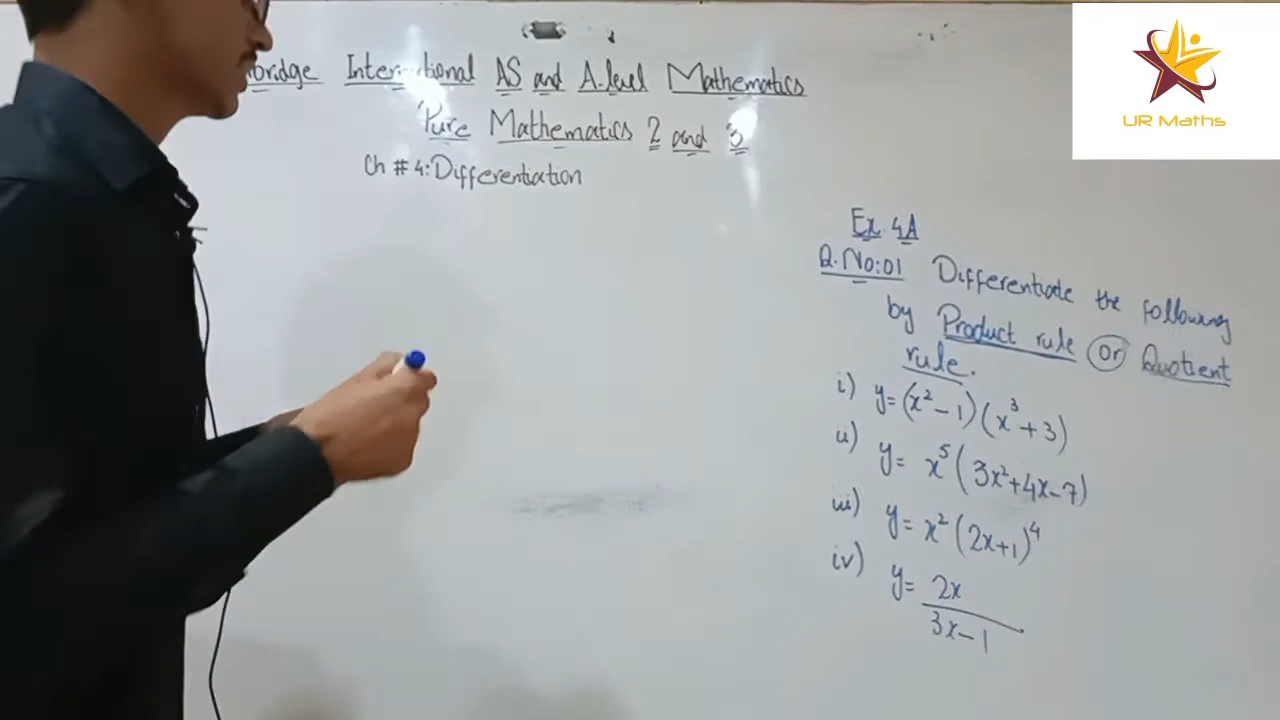 bridge International AS and A-level Mathematics
Pure Mathematics 2 and 3
Ch # 4: Differentiation
UR Maths
Ex. 4A
Q.No:01 Differentiate the following
by Product rule or Quotient
rule.
i) y=(x²-1)(x³+3)
ii) y= x⁵(3x²+4x-7)
iii) y= x²(2x+1)⁴
iv) y= 2x
3x-1